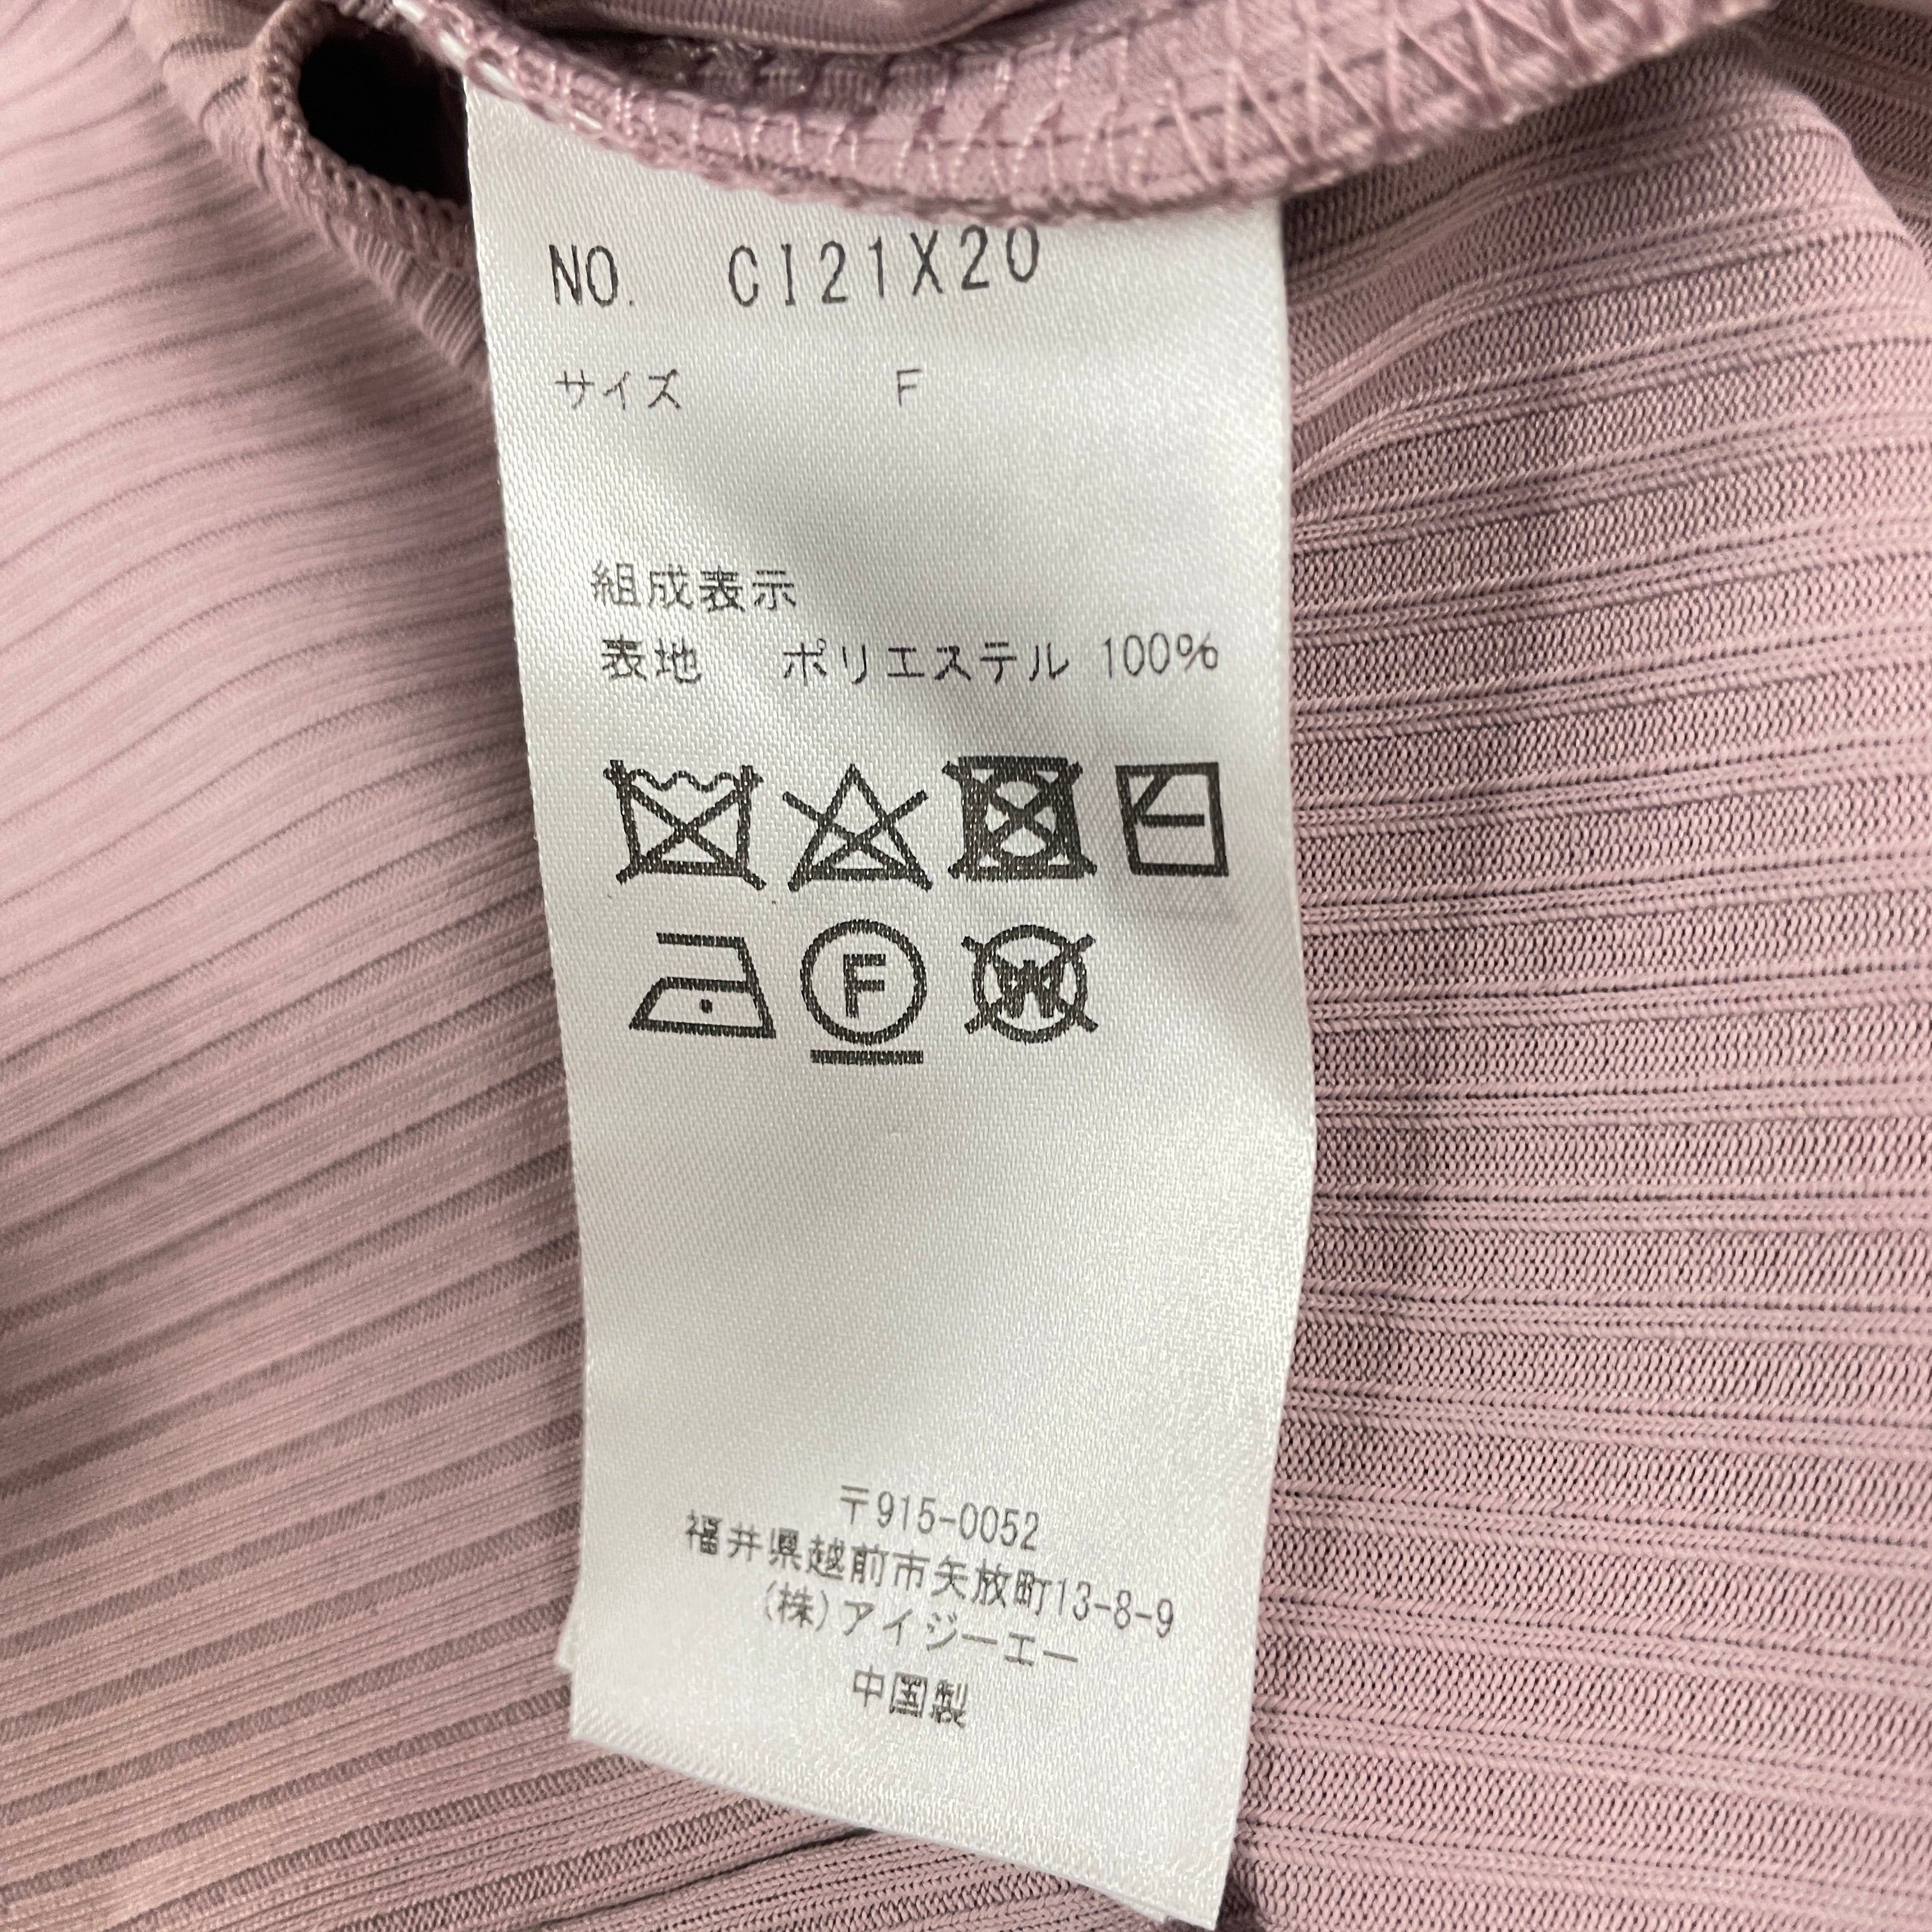 NO. CI21X20
サイズ F
組成表示
表地 ポリエステル 100%
F
W
〒915-0052
福井県越前市矢放町13-8-9
(株)アイジーエー
中国製